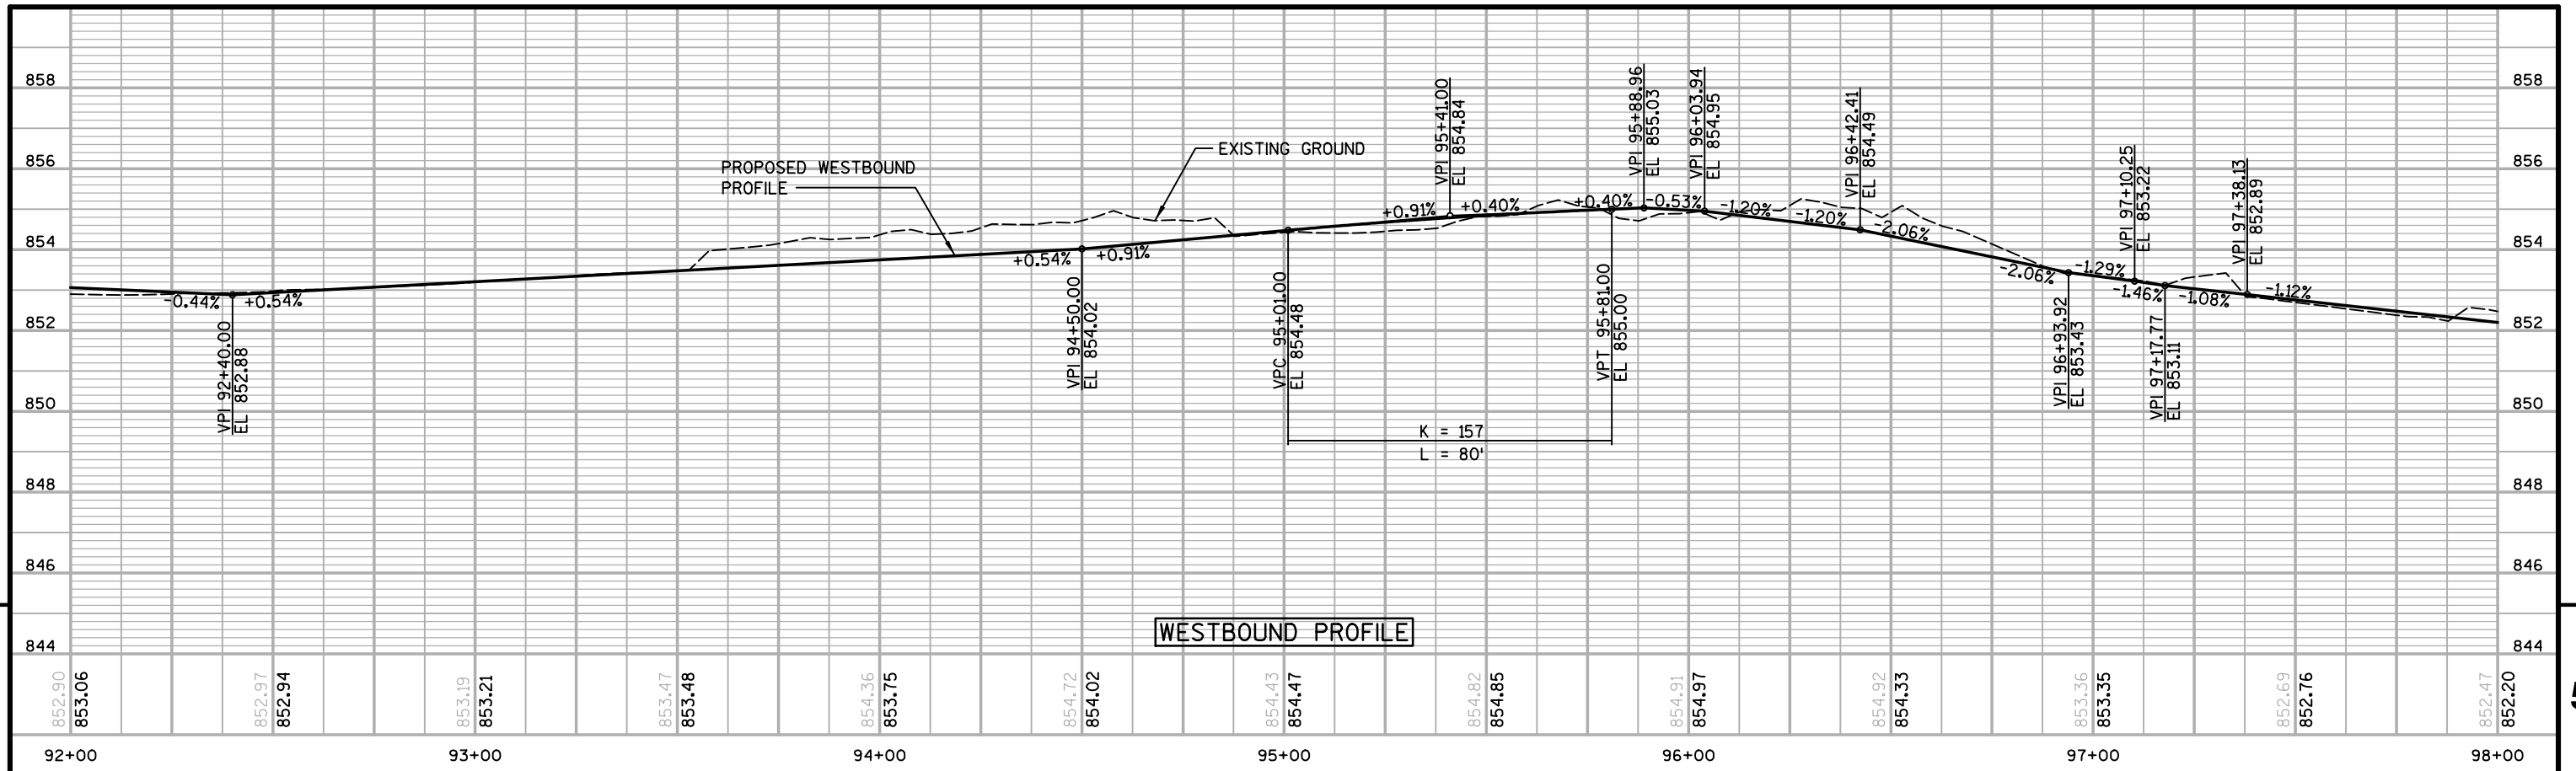 858
858
856
856
854
854
852
852
850
850
848
848
846
846
844
844
PROPOSED WESTBOUND
PROFILE
EXISTING GROUND
-0.44%
+0.54%
VPI 92+40.00
EL 852.88
+0.54%
+0.91%
VPI 94+50.00
EL 854.02
VPC 95+01.00
EL 854.48
+0.91%
+0.40%
VPI 95+41.00
EL 854.84
K = 157
L = 80'
VPT 95+81.00
EL 855.00
+0.40%
-0.53%
VPI 95+88.96
EL 855.03
VPI 96+03.94
EL 854.95
-1.20%
-1.20%
VPI 96+42.41
EL 854.49
-2.06%
-2.06%
VPI 96+93.92
EL 853.43
-1.29%
VPI 97+10.25
EL 853.22
-1.46%
VPI 97+17.77
EL 853.11
-1.08%
VPI 97+38.13
EL 852.89
-1.12%
WESTBOUND PROFILE
852.90
853.06
852.97
852.94
853.19
853.21
853.47
853.48
854.36
853.75
854.72
854.02
854.43
854.47
854.82
854.85
854.91
854.97
854.92
854.33
853.36
853.35
852.69
852.76
852.47
852.20
92+00
93+00
94+00
95+00
96+00
97+00
98+00